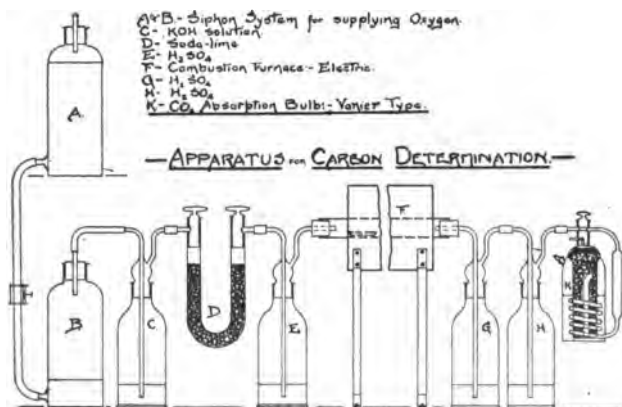 A & B.- Siphon System for supplying Oxygen.
C- KOH solution.
D- Soda-lime
E- H₂SO₄
F- Combustion Furnace - Electric.
G- H₂SO₄
H- H₂SO₄
K- CO₂ Absorption Bulb:- Vanier Type.
— APPARATUS FOR CARBON DETERMINATION. —
A.
F
B
C
D
E.
G
H
K